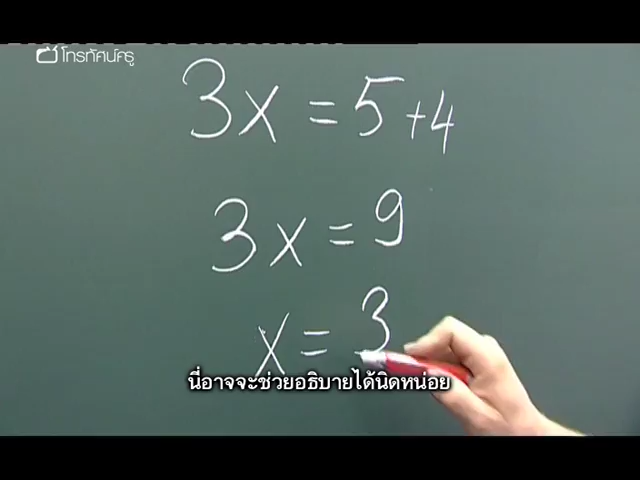 โทรทัศน์ครู
3x = 5 + 4
3x = 9
x = 3
นี่อาจจะช่วยอธิบายได้นิดหน่อย